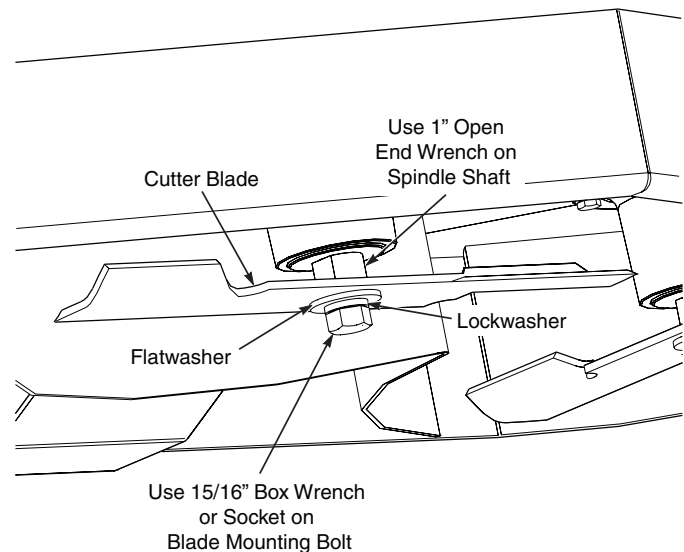 Use 1” Open
End Wrench on
Spindle Shaft
Cutter Blade
Lockwasher
Flatwasher
Use 15/16” Box Wrench
or Socket on
Blade Mounting Bolt